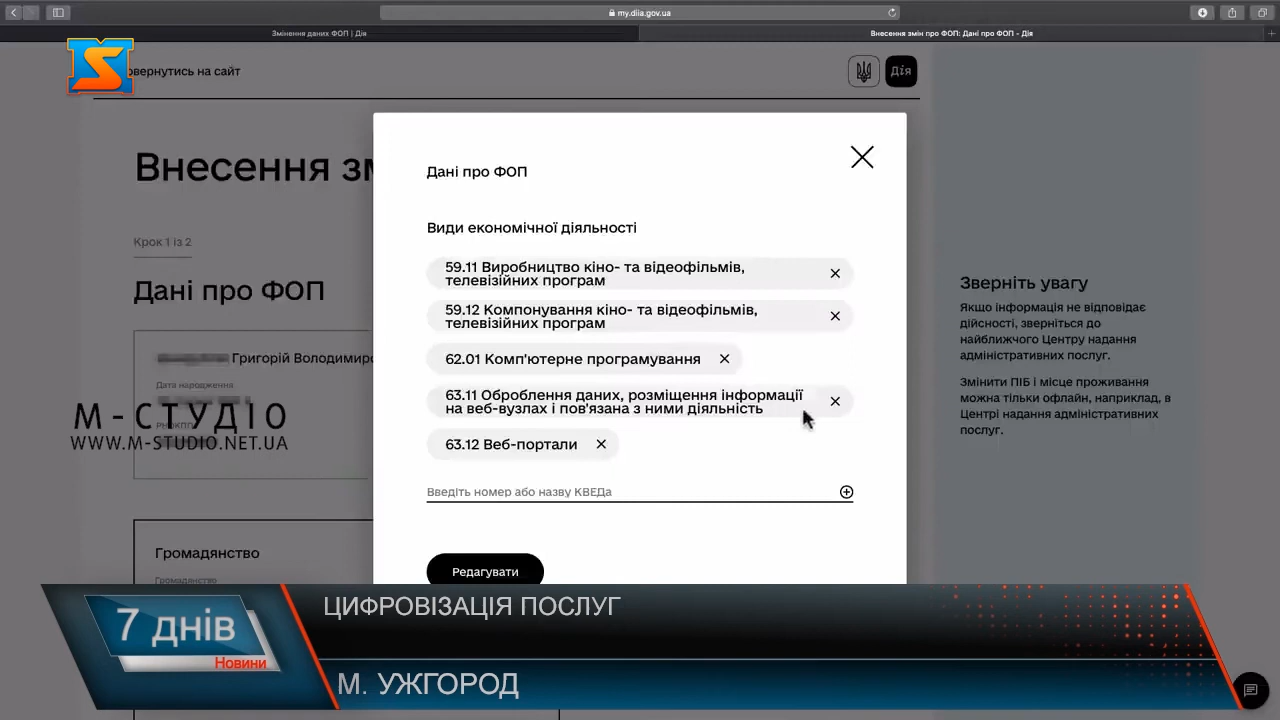 my.diia.gov.ua
Змінення даних ФОП | Дія
Внесення змін про ФОП: Дані про ФОП - Дія
овернутись на сайт
Дія
Внесення зм
Крок 1 із 2
Дані про ФОП
Григорій Володимиро
Дата народження
М-СТУДІО
WWW.M-STUDIO.NET.UA
Громадянство
Громадянство
Дані про ФОП
Види економічної діяльності
59.11 Виробництво кіно- та відеофільмів,
телевізійних програм
59.12 Компонування кіно- та відеофільмів,
телевізійних програм
62.01 Комп'ютерне програмування
63.11 Оброблення даних, розміщення інформації
на веб-вузлах і пов'язана з ними діяльність
63.12 Веб-портали
Введіть номер або назву КВЕДа
Редагувати
Зверніть увагу
Якщо інформація не відповідає
дійсності, зверніться до
найближчого Центру надання
адміністративних послуг.
Змінити ПІБ і місце проживання
можна тільки офлайн, наприклад, в
Центрі надання адміністративних
послуг.
7 днів
Новини
ЦИФРОВІЗАЦІЯ ПОСЛУГ
М. УЖГОРОД